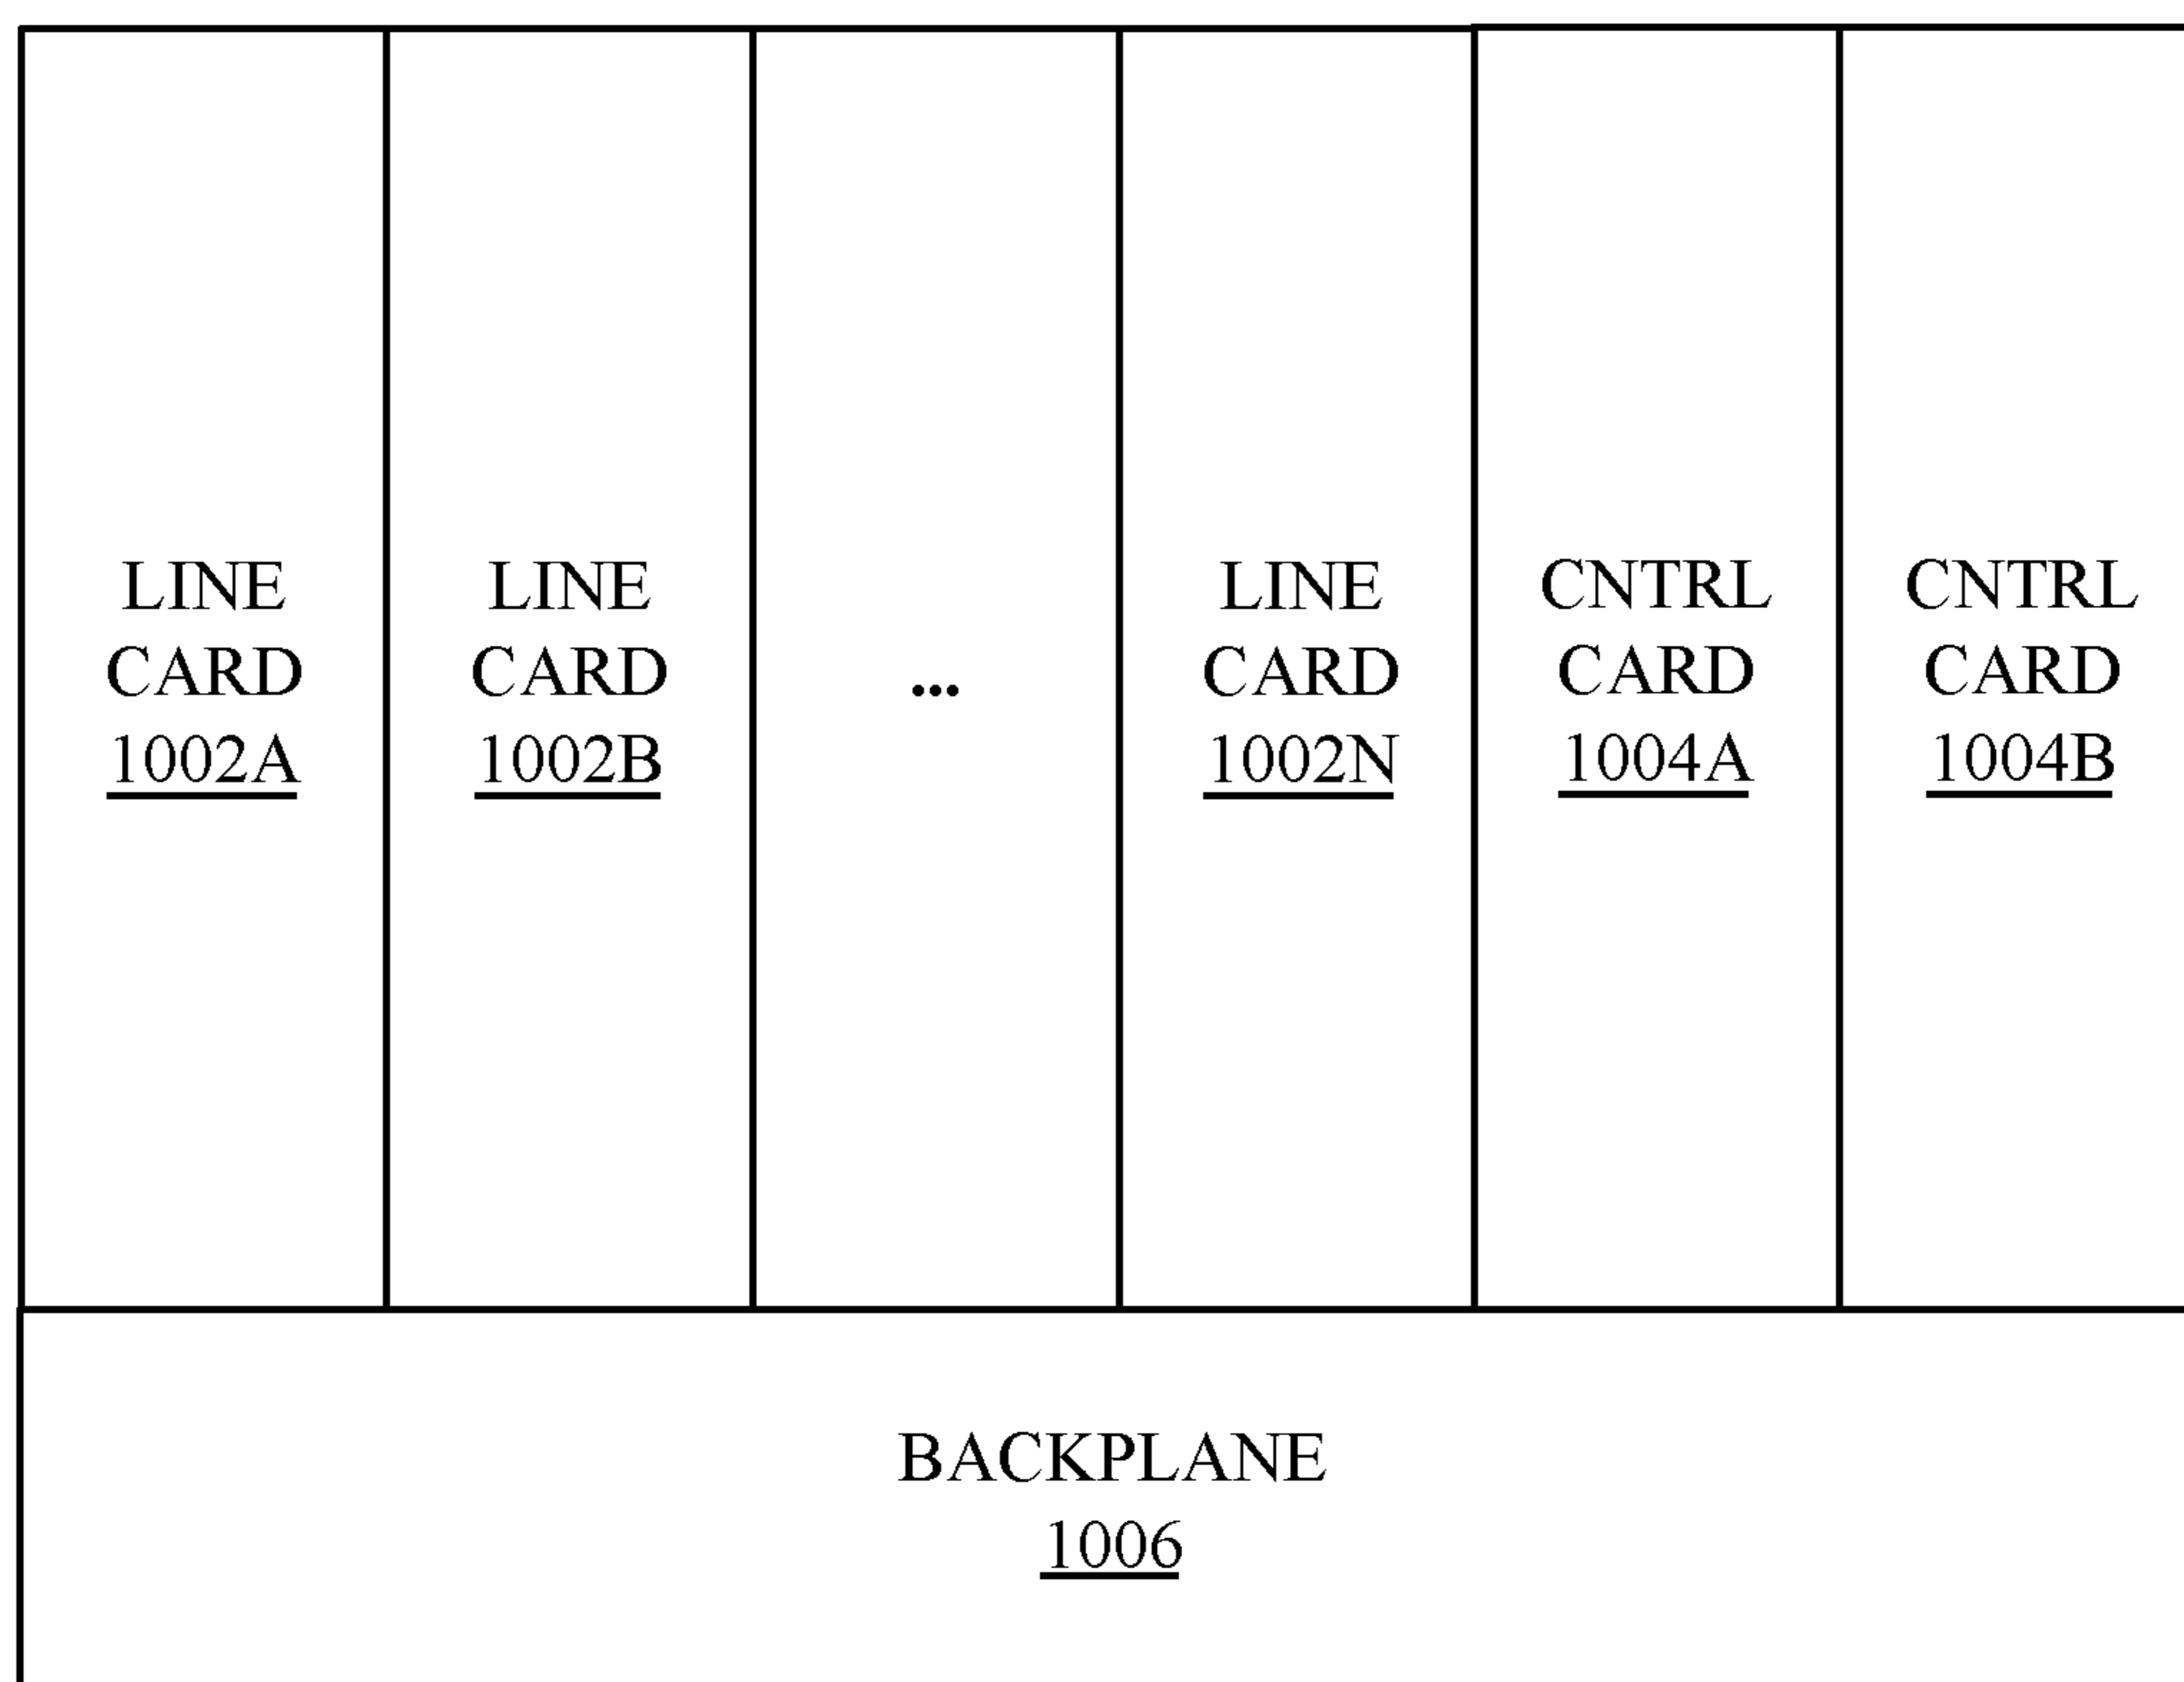 LINE
CARD
1002A
LINE
CARD
1002B
...
LINE
CARD
1002N
CNTRL
CARD
1004A
CNTRL
CARD
1004B
BACKPLANE
1006